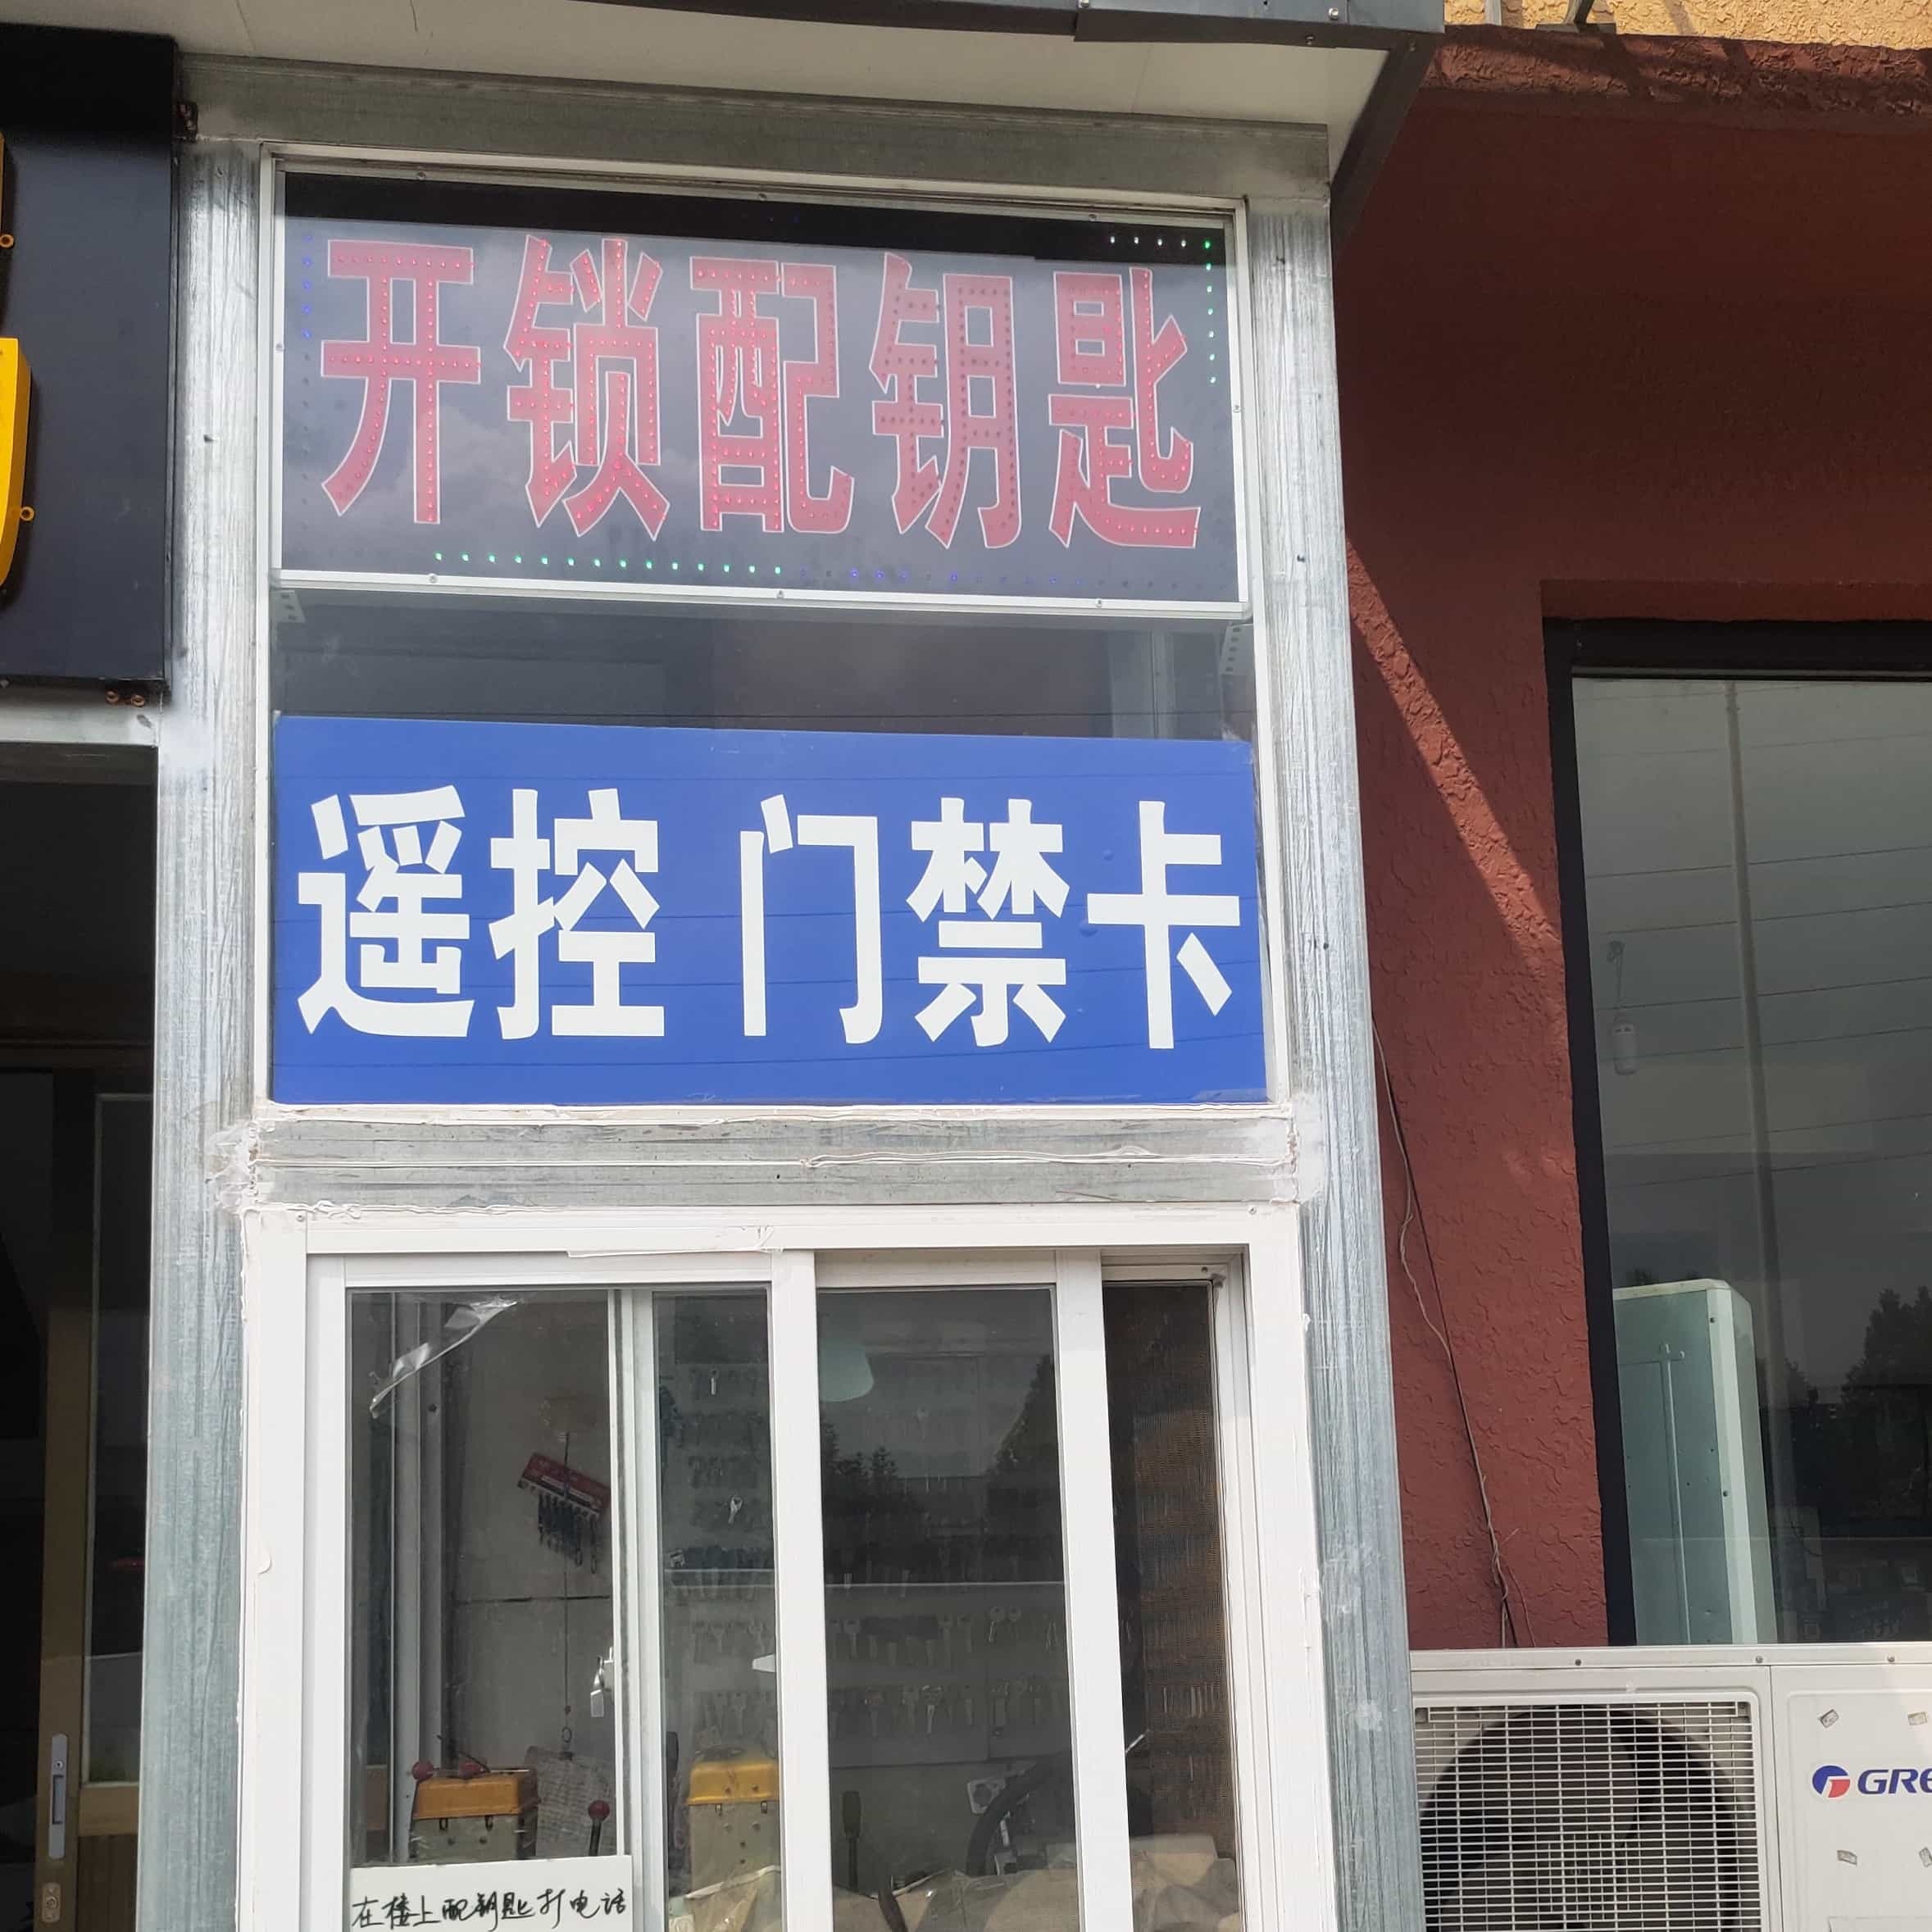 开锁配钥匙
遥控 门禁卡
在楼上配钥匙打电话